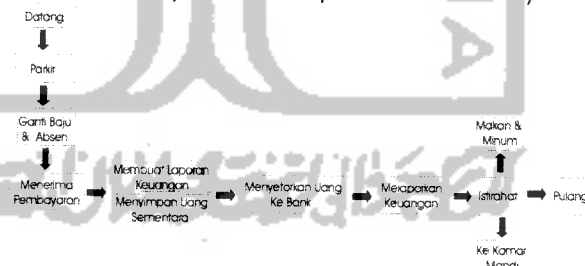 Datang
Parkir
Ganti Baju
& Absen
Menerima
Pembayaran
Membuat Laporan
Keuangan
Menyimpan Uang
Sementara
Menyetorkan Uang
Ke Bank
Melaporkan
Keuangan
Istirahat
Makan &
Minum
Pulang
Ke Kamar
Mandi